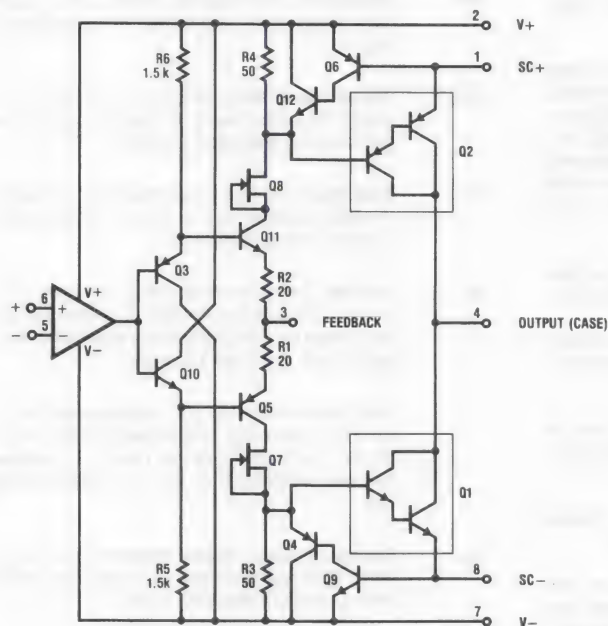 2 V+
R6 1.5 k
R4 50
Q6
1 SC+
Q12
Q2
Q8
Q11
Q3
R2 20
V+
+ 6 +
3 FEEDBACK
4 OUTPUT (CASE)
− 5 −
V−
R1 20
Q10
Q5
Q7
Q1
Q4
R5 1.5k
R3 50
Q9
8 SC−
7 V−